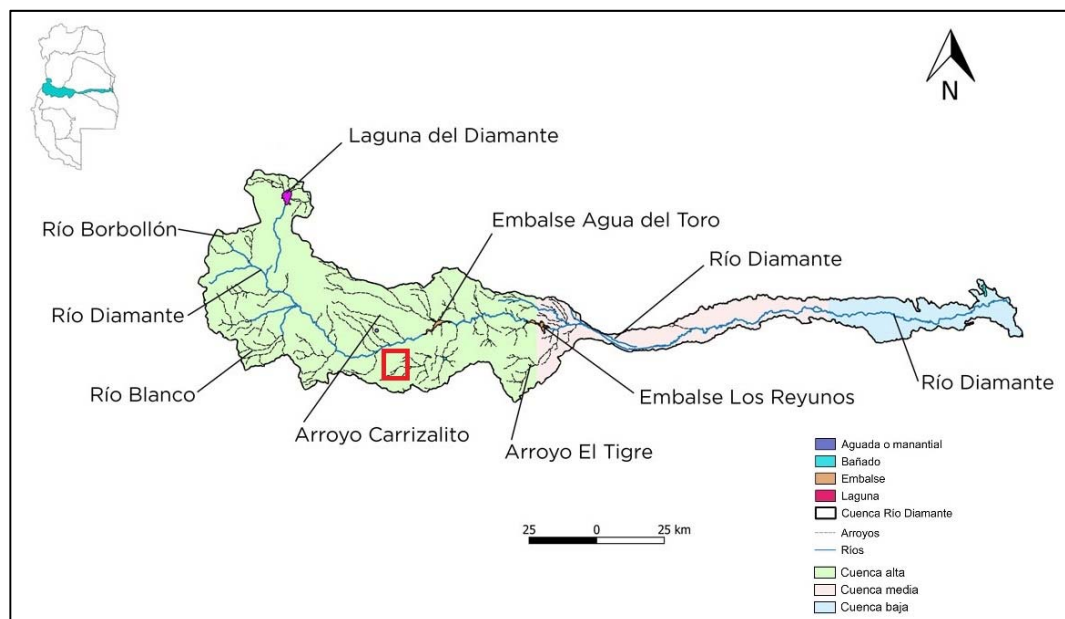 N
Laguna del Diamante
Embalse Agua del Toro
Río Borbollón
Río Diamante
Río Diamante
Río Blanco
Río Diamante
Embalse Los Reyunos
Arroyo Carrizalito
Arroyo El Tigre
25 0 25 km
Aguada o manantial
Bañado
Embalse
Laguna
Cuenca Río Diamante
Arroyos
Ríos
Cuenca alta
Cuenca media
Cuenca baja